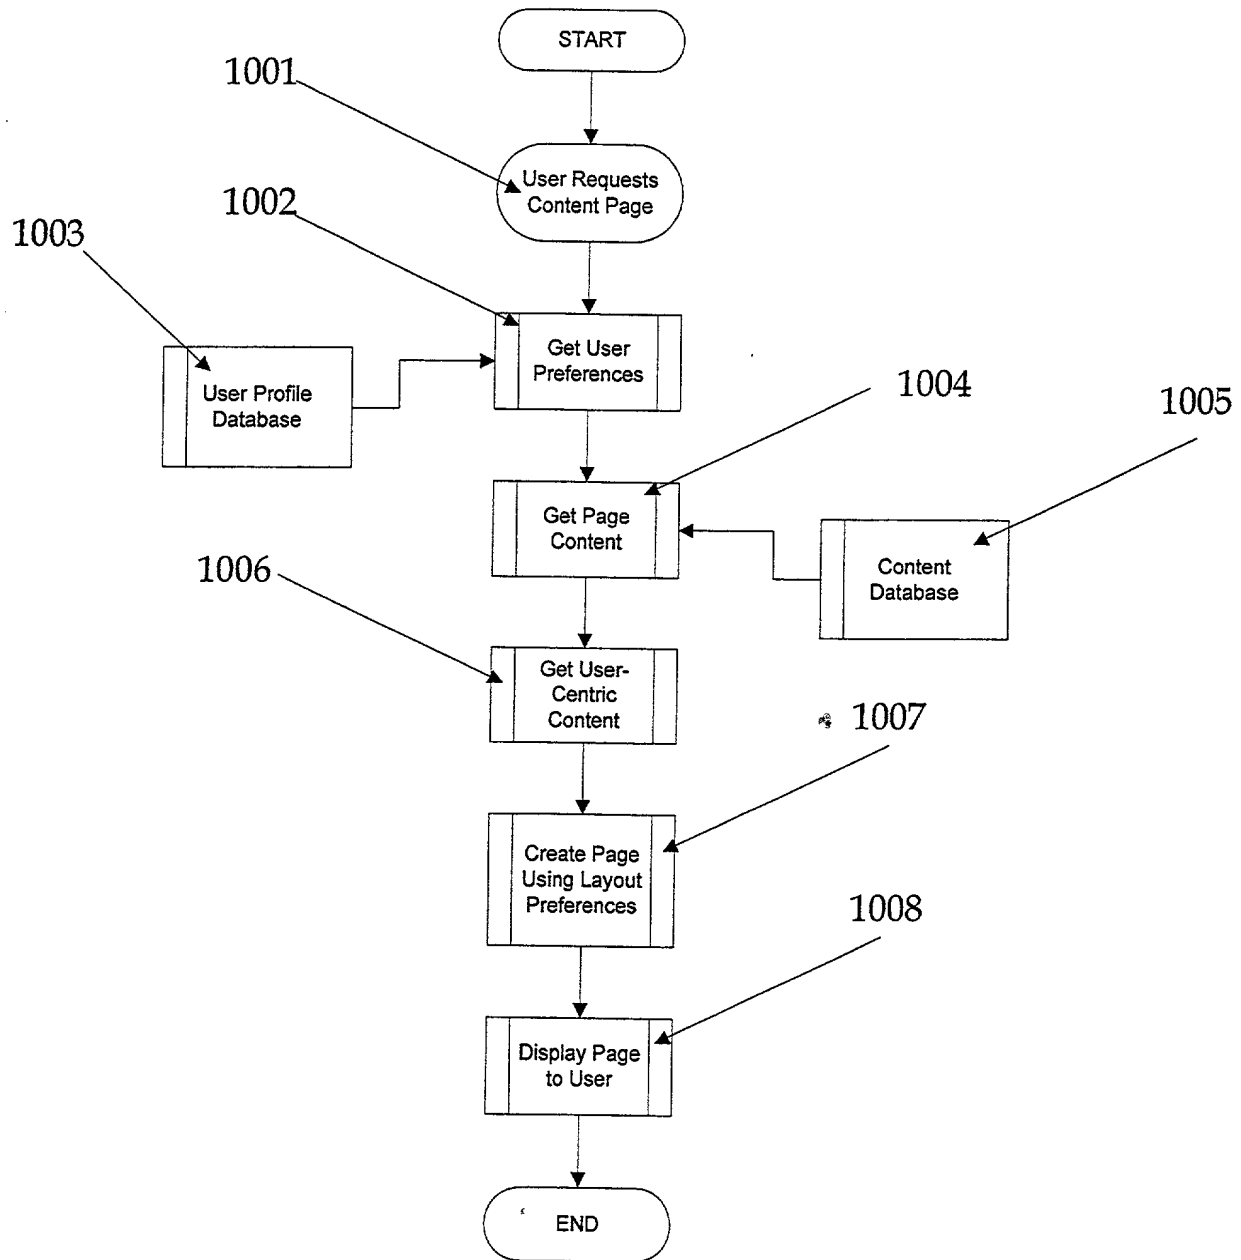 START
1001
User Requests
Content Page
1002
1003
Get User
Preferences
User Profile
Database
1004
1005
Get Page
Content
Content
Database
1006
Get User-
Centric
Content
1007
Create Page
Using Layout
Preferences
1008
Display Page
to User
END